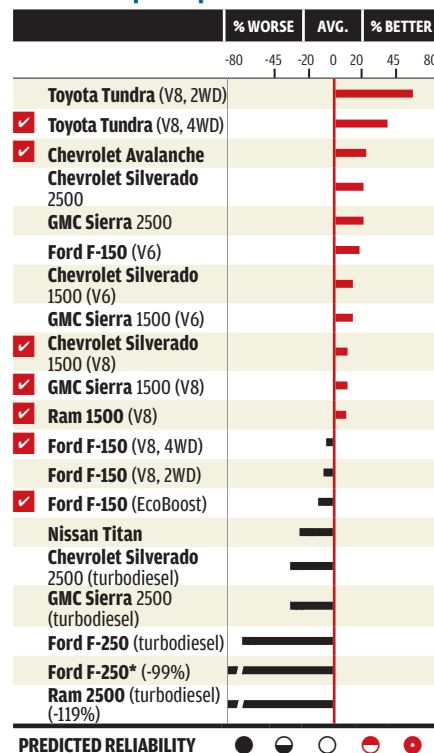 % WORSE AVG. % BETTER
-80 -45 -20 0 20 45 80
Toyota Tundra (V8, 2WD)
Toyota Tundra (V8, 4WD)
Chevrolet Avalanche
Chevrolet Silverado
2500
GMC Sierra 2500
Ford F-150 (V6)
Chevrolet Silverado
1500 (V6)
GMC Sierra 1500 (V6)
Chevrolet Silverado
1500 (V8)
GMC Sierra 1500 (V8)
Ram 1500 (V8)
Ford F-150 (V8, 4WD)
Ford F-150 (V8, 2WD)
Ford F-150 (EcoBoost)
Nissan Titan
Chevrolet Silverado
2500 (turbodiesel)
GMC Sierra 2500
(turbodiesel)
Ford F-250 (turbodiesel)
Ford F-250* (-99%)
Ram 2500 (turbodiesel)
(-119%)
PREDICTED RELIABILITY